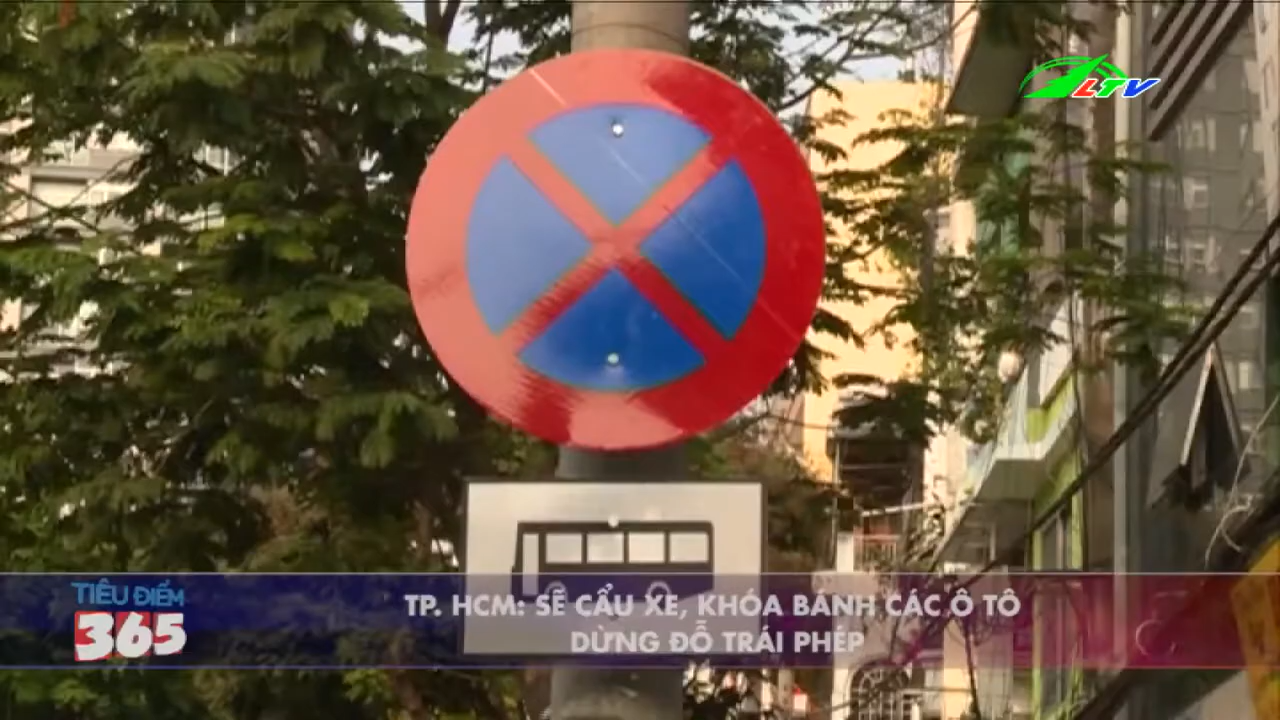 LTV
TIÊU ĐIỂM
365
TP. HCM: SẼ CẨU XE, KHÓA BÁNH CÁC Ô TÔ
DỪNG ĐỖ TRÁI PHÉP